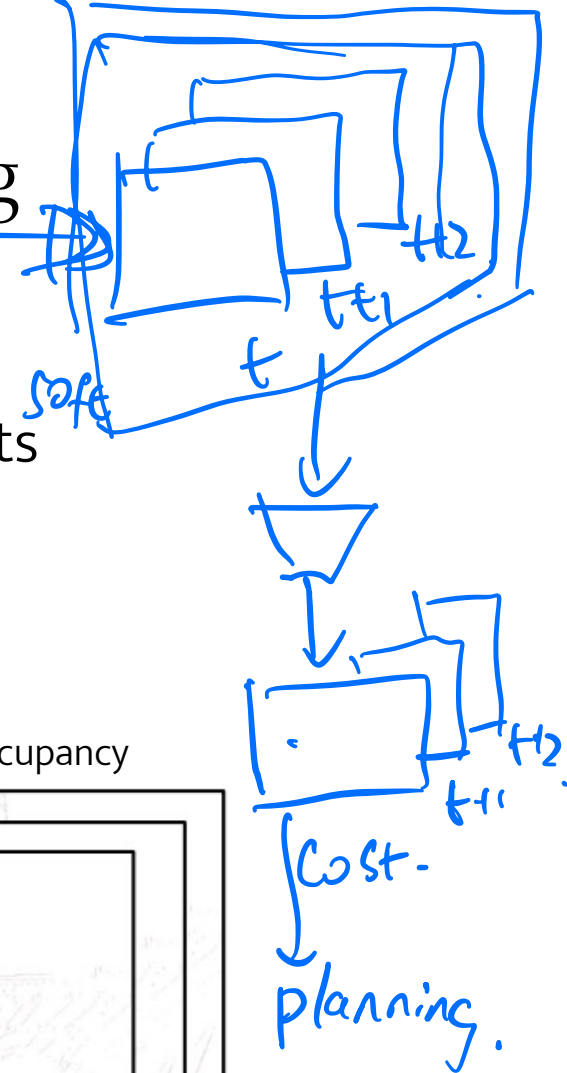 g
t+2
t+1
t
soft
ts
t+2
cupancy
t+1
cost.
planning.